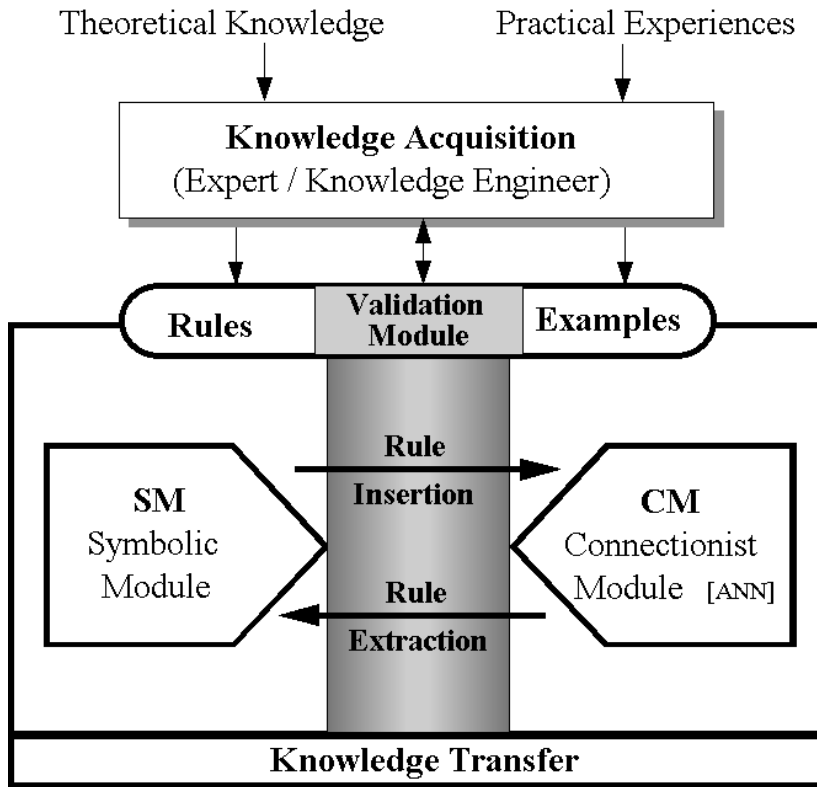 Theoretical Knowledge
Practical Experiences
Knowledge Acquisition
(Expert / Knowledge Engineer)
Rules
Validation
Module
Examples
Rule
Insertion
SM
Symbolic
Module
CM
Connectionist
Module [ANN]
Rule
Extraction
Knowledge Transfer